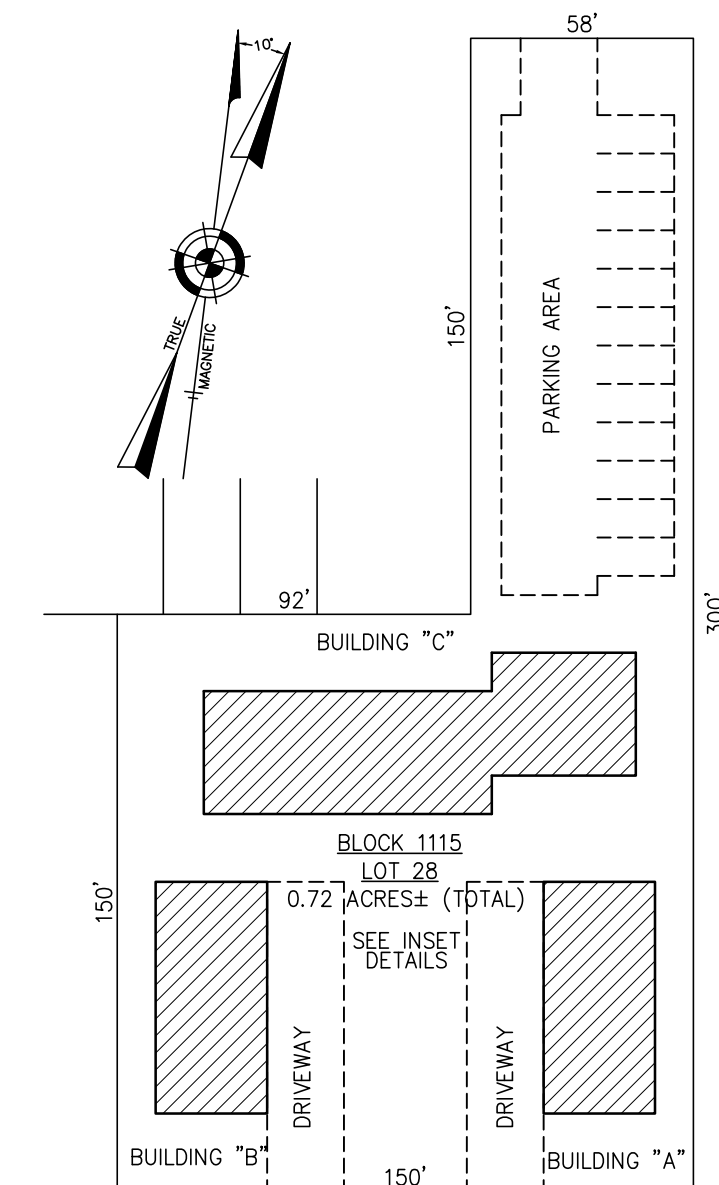 58'
10°
150'
PARKING AREA
TRUE
MAGNETIC
92'
300'
BUILDING "C"
BLOCK 1115
LOT 28
0.72 ACRES± (TOTAL)
SEE INSET
DETAILS
150'
DRIVEWAY
DRIVEWAY
BUILDING "B"
150'
BUILDING "A"